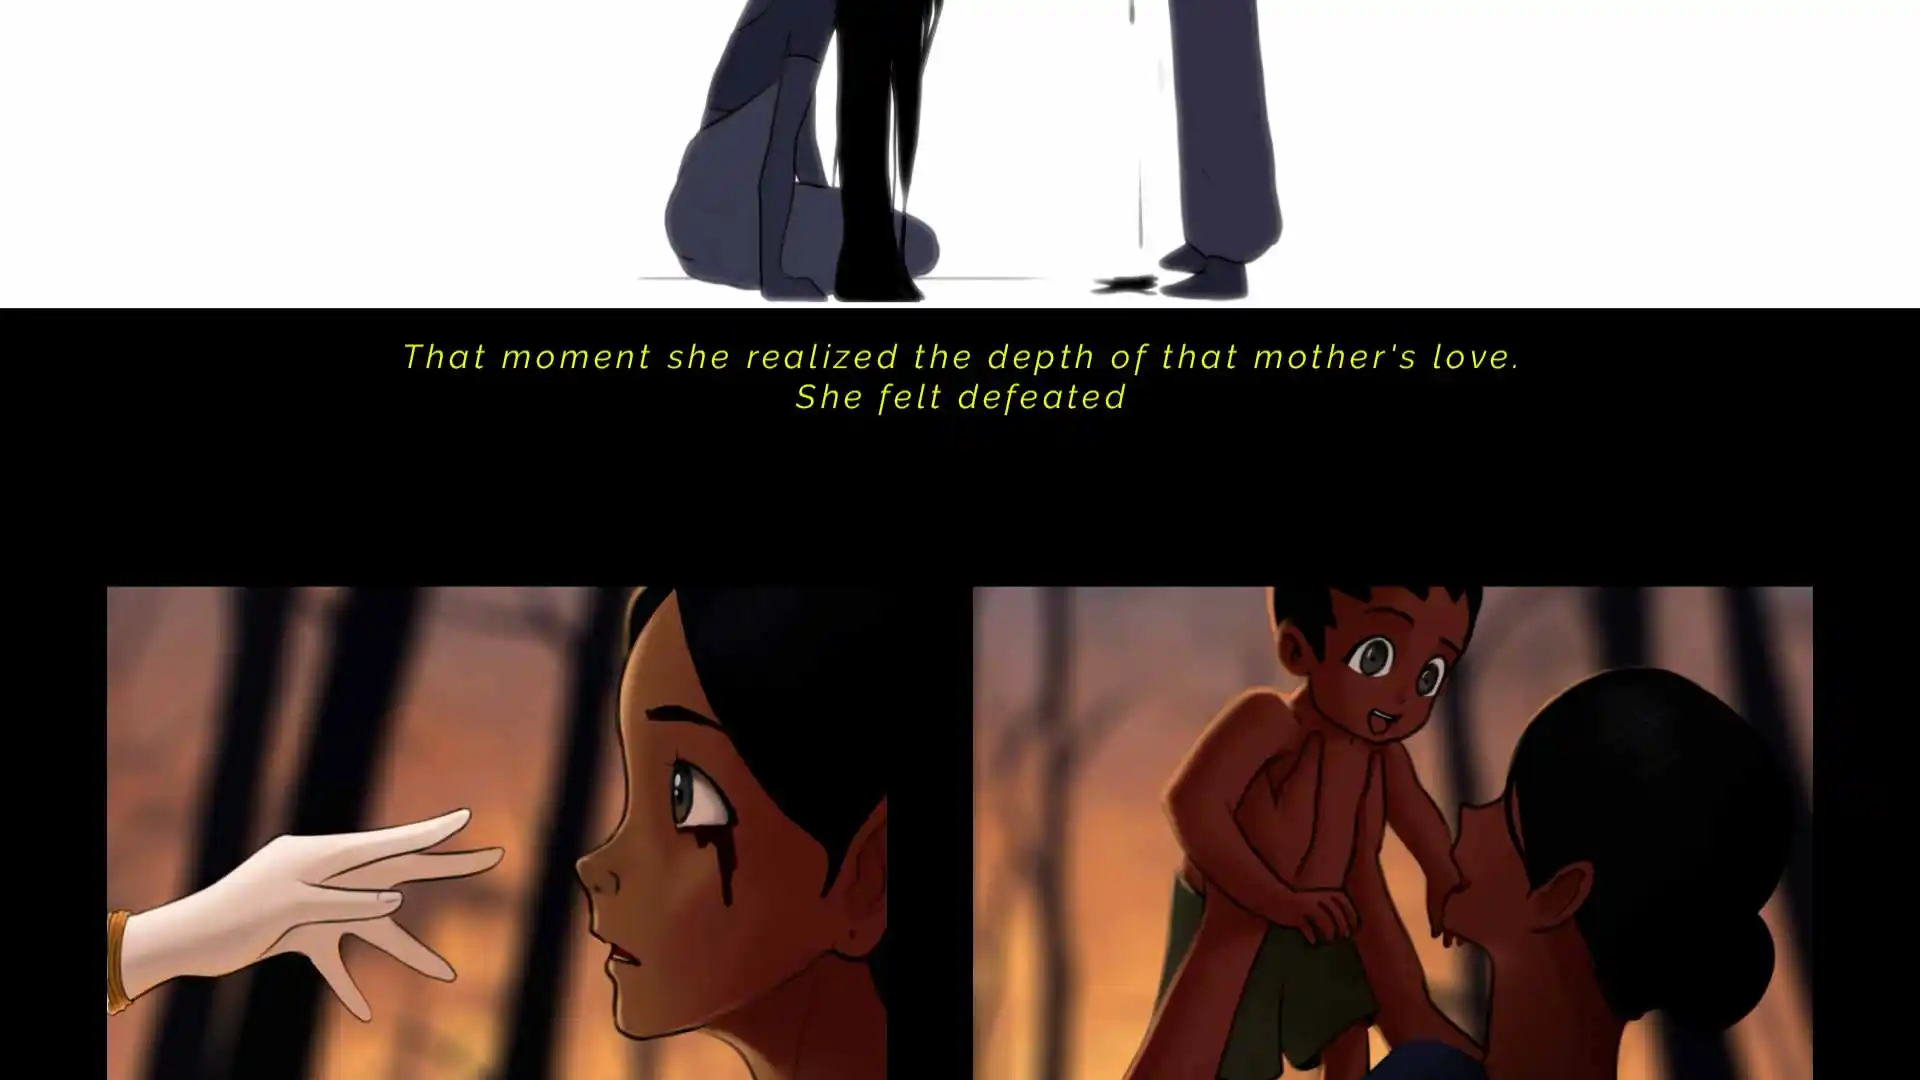 That moment she realized the depth of that mother's love.
She felt defeated